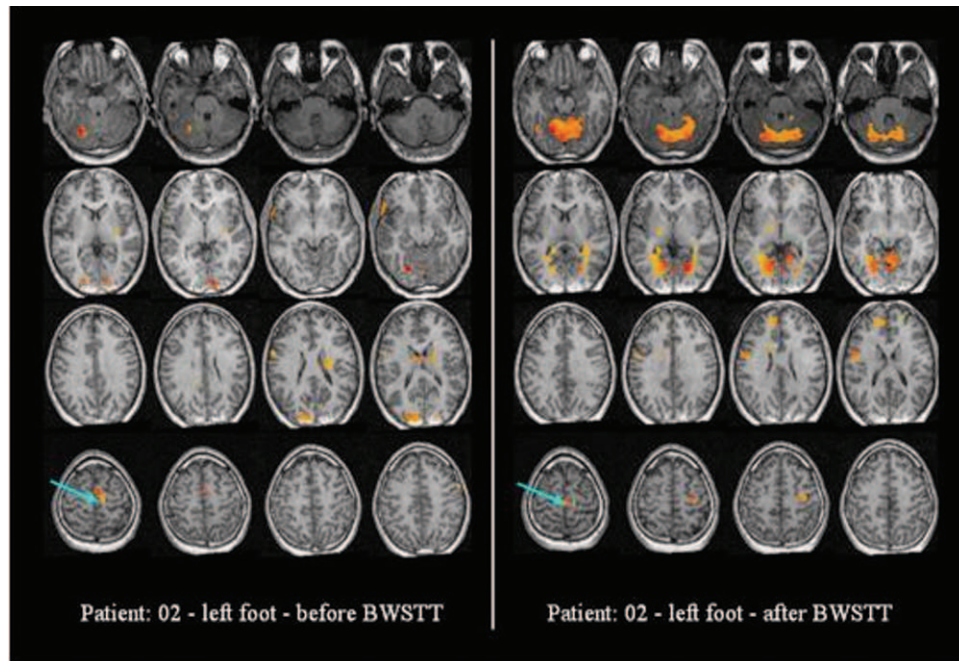 Patient: 02 - left foot - before BWSTT
Patient: 02 - left foot - after BWSTT